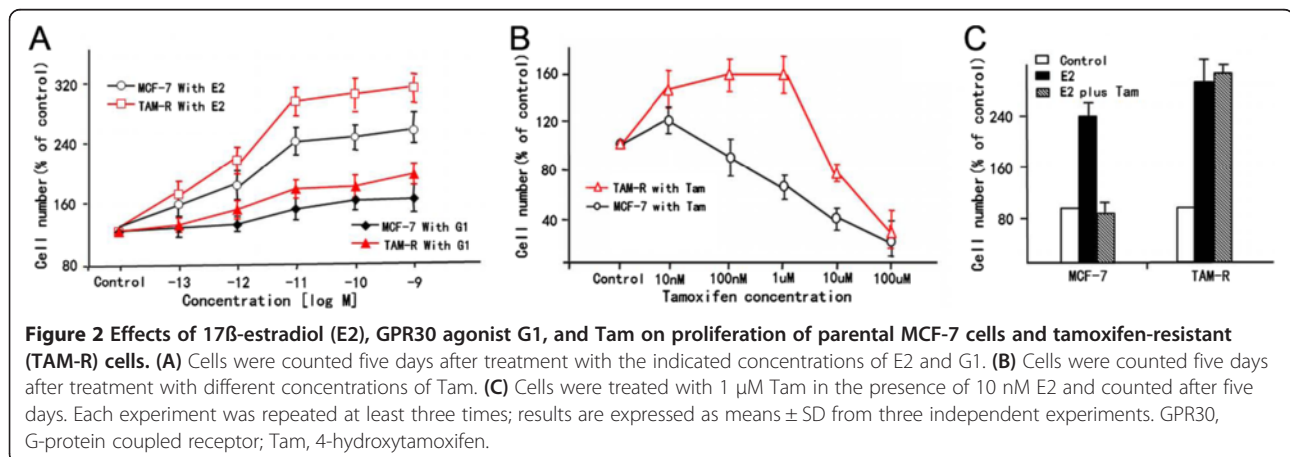 A
Cell number(% of control)
320
240
160
80
MCF-7 With E2
TAM-R With E2
MCF-7 With G1
TAM-R With G1
Control -13 -12 -11 -10 -9
Concentration [log M]
B
Cell number(% of control)
160
120
80
40
TAM-R with Tam
MCF-7 with Tam
Control 10nM 100nM 1uM 10uM 100uM
Tamoxifen concentration
C
Cell number(% of control)
240
160
80
Control
E2
E2 plus Tam
MCF-7 TAM-R
Figure 2 Effects of 17ß-estradiol (E2), GPR30 agonist G1, and Tam on proliferation of parental MCF-7 cells and tamoxifen-resistant
(TAM-R) cells. (A) Cells were counted five days after treatment with the indicated concentrations of E2 and G1. (B) Cells were counted five days
after treatment with different concentrations of Tam. (C) Cells were treated with 1 μM Tam in the presence of 10 nM E2 and counted after five
days. Each experiment was repeated at least three times; results are expressed as means ± SD from three independent experiments. GPR30,
G-protein coupled receptor; Tam, 4-hydroxytamoxifen.